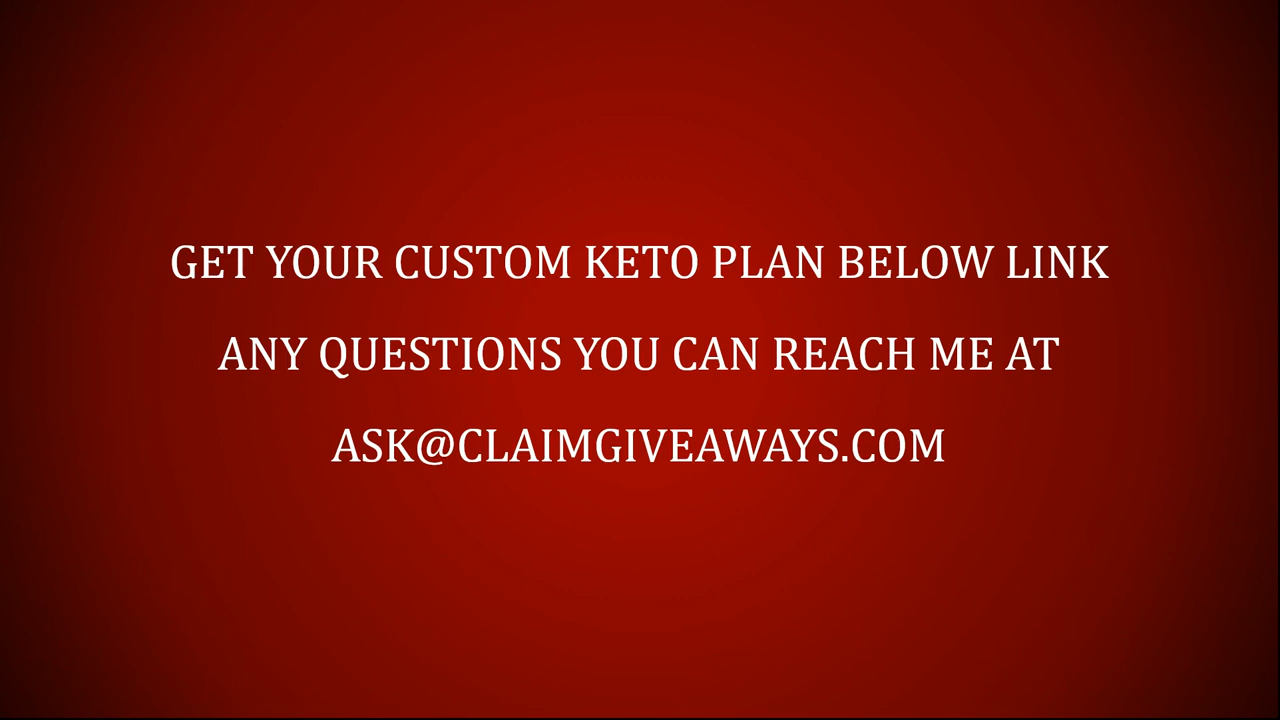 GET YOUR CUSTOM KETO PLAN BELOW LINK
ANY QUESTIONS YOU CAN REACH ME AT
ASK@CLAIMGIVEAWAYS.COM